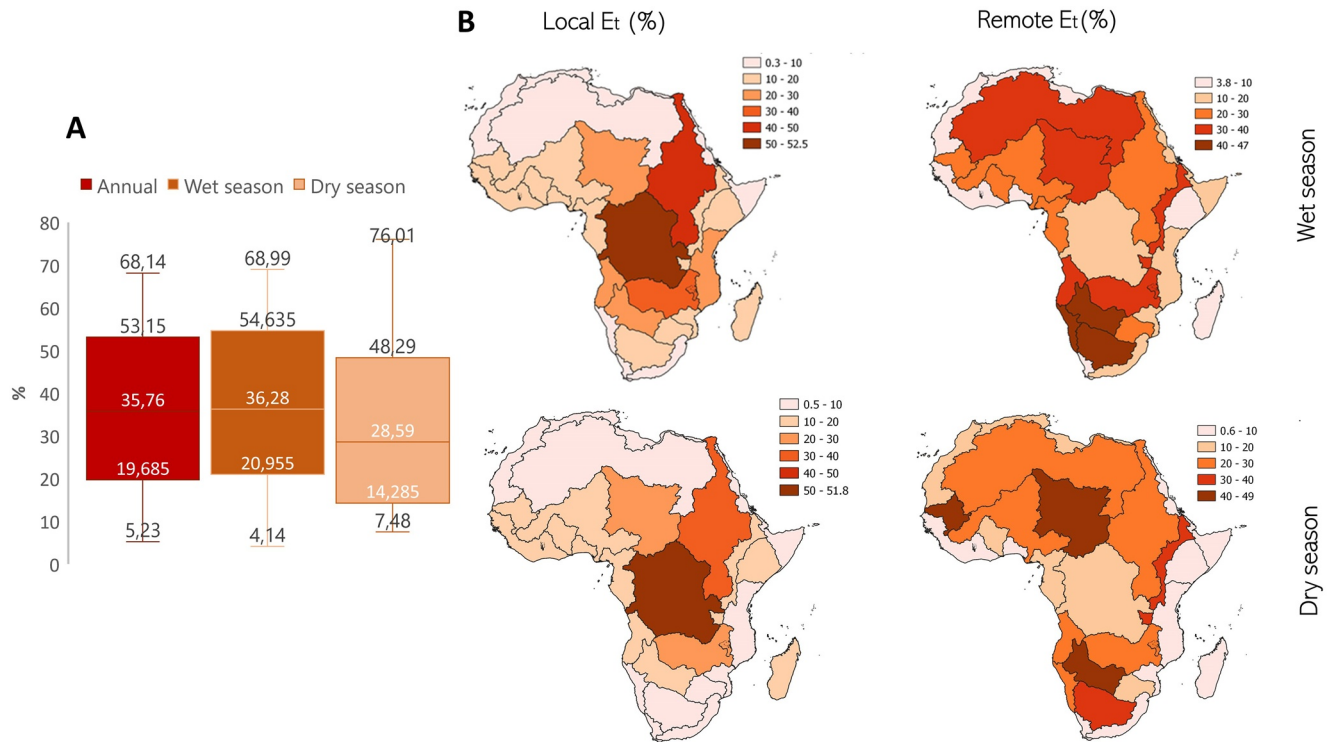 B
Local Et (%)
Remote Et(%)
0.3 - 10
10 - 20
20 - 30
30 - 40
40 - 50
50 - 52.5
3.8 - 10
10 - 20
20 - 30
30 - 40
40 - 47
Wet season
A
Annual
Wet season
Dry season
80
70
60
50
40
30
20
10
0
%
68,14
53,15
35,76
19,685
5,23
68,99
54,635
36,28
20,955
4,14
76,01
48,29
28,59
14,285
7,48
0.5 - 10
10 - 20
20 - 30
30 - 40
40 - 50
50 - 51.8
0.6 - 10
10 - 20
20 - 30
30 - 40
40 - 49
Dry season